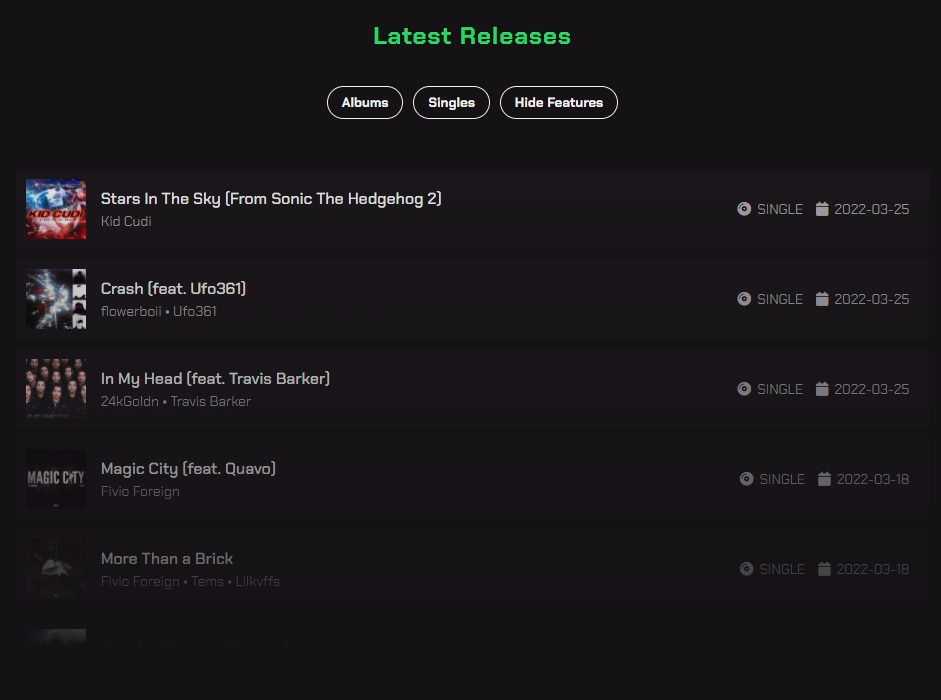 Latest Releases
Albums Singles Hide Features
KID CUDI
Stars In The Sky (From Sonic The Hedgehog 2)
Kid Cudi
SINGLE 2022-03-25
Crash (feat. Ufo361)
flowerboii • Ufo361
SINGLE 2022-03-25
In My Head (feat. Travis Barker)
24kGoldn • Travis Barker
SINGLE 2022-03-25
MAGIC CITY
Magic City (feat. Quavo)
Fivio Foreign
SINGLE 2022-03-18
More Than a Brick
Fivio Foreign • Tems • Lilkvffs
SINGLE 2022-03-18